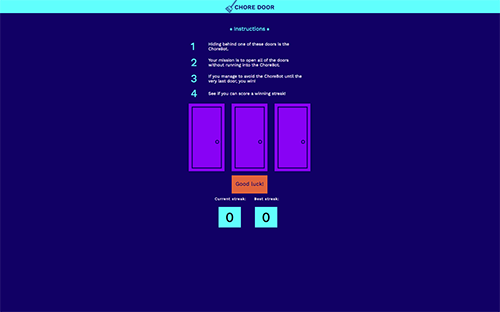 CHORE DOOR
• Instructions •
1 Hiding behind one of these doors is the
ChoreBot.
2 Your mission is to open all of the doors
without running into the ChoreBot.
3 If you manage to avoid the ChoreBot until the
very last door, you win!
4 See if you can score a winning streak!
Good luck!
Current streak: Best streak:
0 0